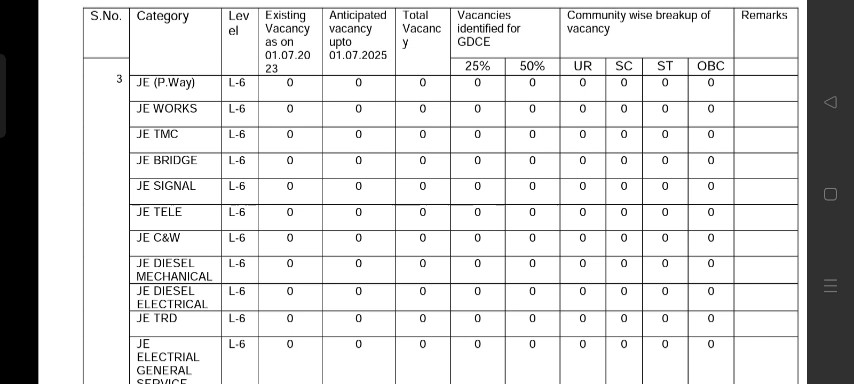 S.No. Category Lev el Existing Vacancy as on 01.07.20 23 Anticipated vacancy upto 01.07.2025 Total Vacanc y Vacancies identified for GDCE Community wise breakup of vacancy Remarks
25% 50% UR SC ST OBC
3 JE (P.Way) L-6 0 0 0 0 0 0 0 0 0
JE WORKS L-6 0 0 0 0 0 0 0 0 0
JE TMC L-6 0 0 0 0 0 0 0 0 0
JE BRIDGE L-6 0 0 0 0 0 0 0 0 0
JE SIGNAL L-6 0 0 0 0 0 0 0 0 0
JE TELE L-6 0 0 0 0 0 0 0 0 0
JE C&W L-6 0 0 0 0 0 0 0 0 0
JE DIESEL L-6 0 0 0 0 0 0 0 0 0
MECHANICAL
JE DIESEL L-6 0 0 0 0 0 0 0 0 0
ELECTRICAL
JE TRD L-6 0 0 0 0 0 0 0 0 0
JE L-6 0 0 0 0 0 0 0 0 0
ELECTRIAL
GENERAL
SERVICE